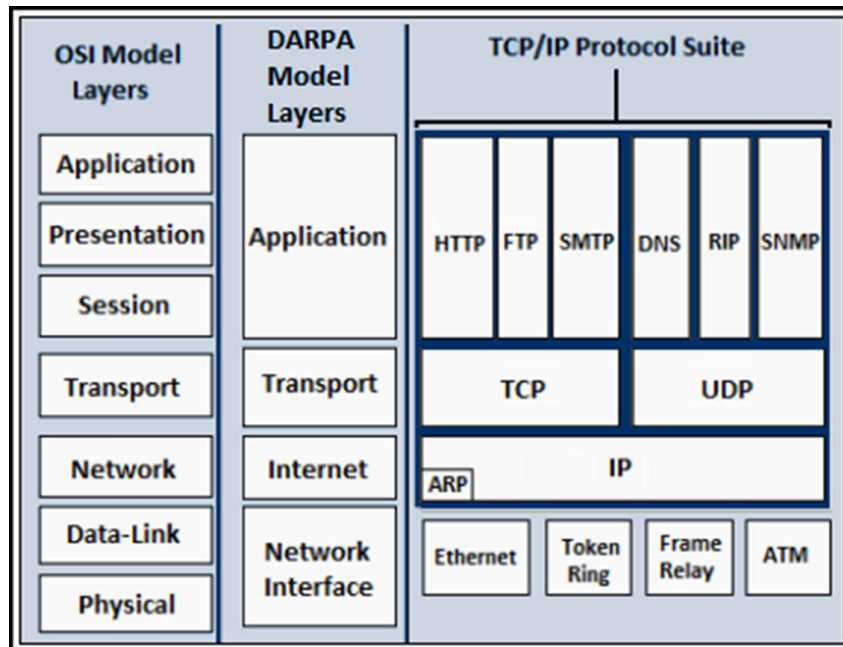 OSI Model
Layers
DARPA
Model
Layers
TCP/IP Protocol Suite
Application
Presentation
Session
Transport
Network
Data-Link
Physical
Application
Transport
Internet
Network
Interface
HTTP
FTP
SMTP
DNS
RIP
SNMP
TCP
UDP
IP
ARP
Ethernet
Token
Ring
Frame
Relay
ATM